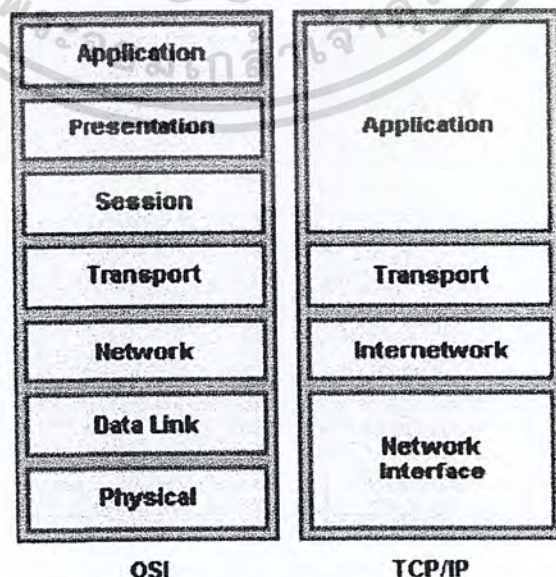 Application
Presentation
Session
Transport
Network
Data Link
Physical
OSI
Application
Transport
Internetwork
Network
Interface
TCP/IP